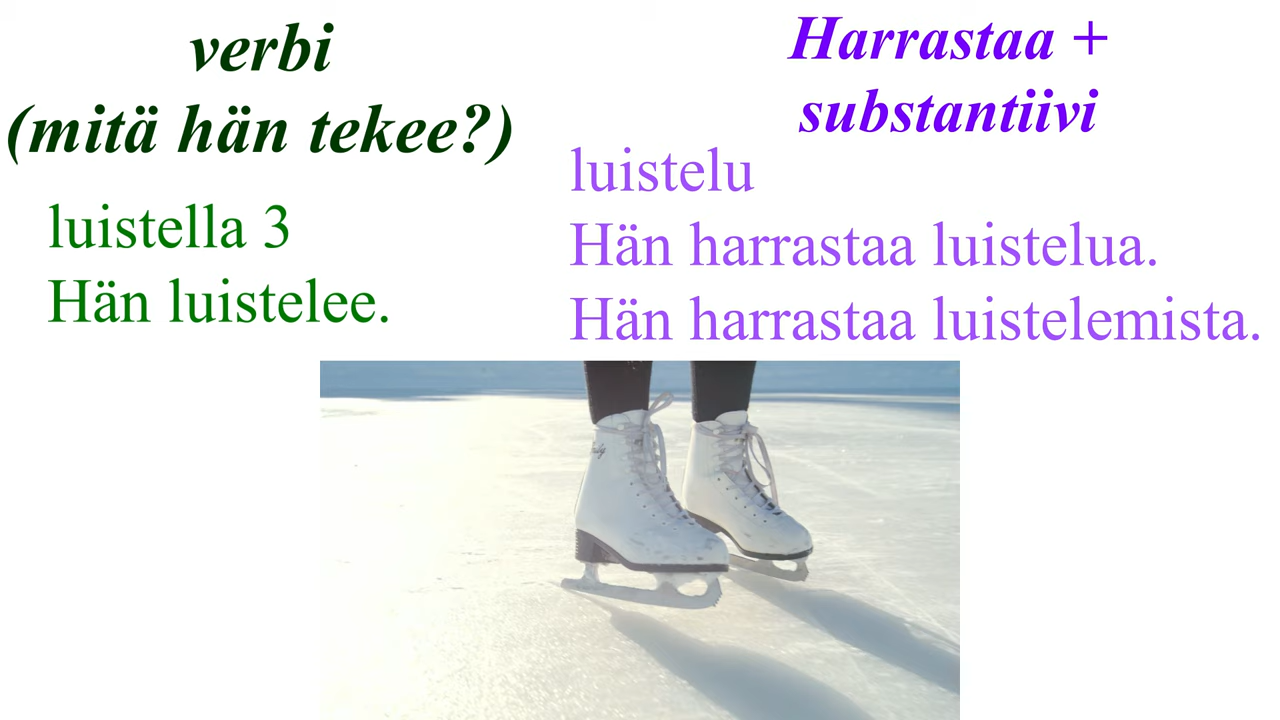 verbi
(mitä hän tekee?)
luistella 3
Hän luistelee.
Harrastaa +
substantiivi
luistelu
Hän harrastaa luistelua.
Hän harrastaa luistelemista.